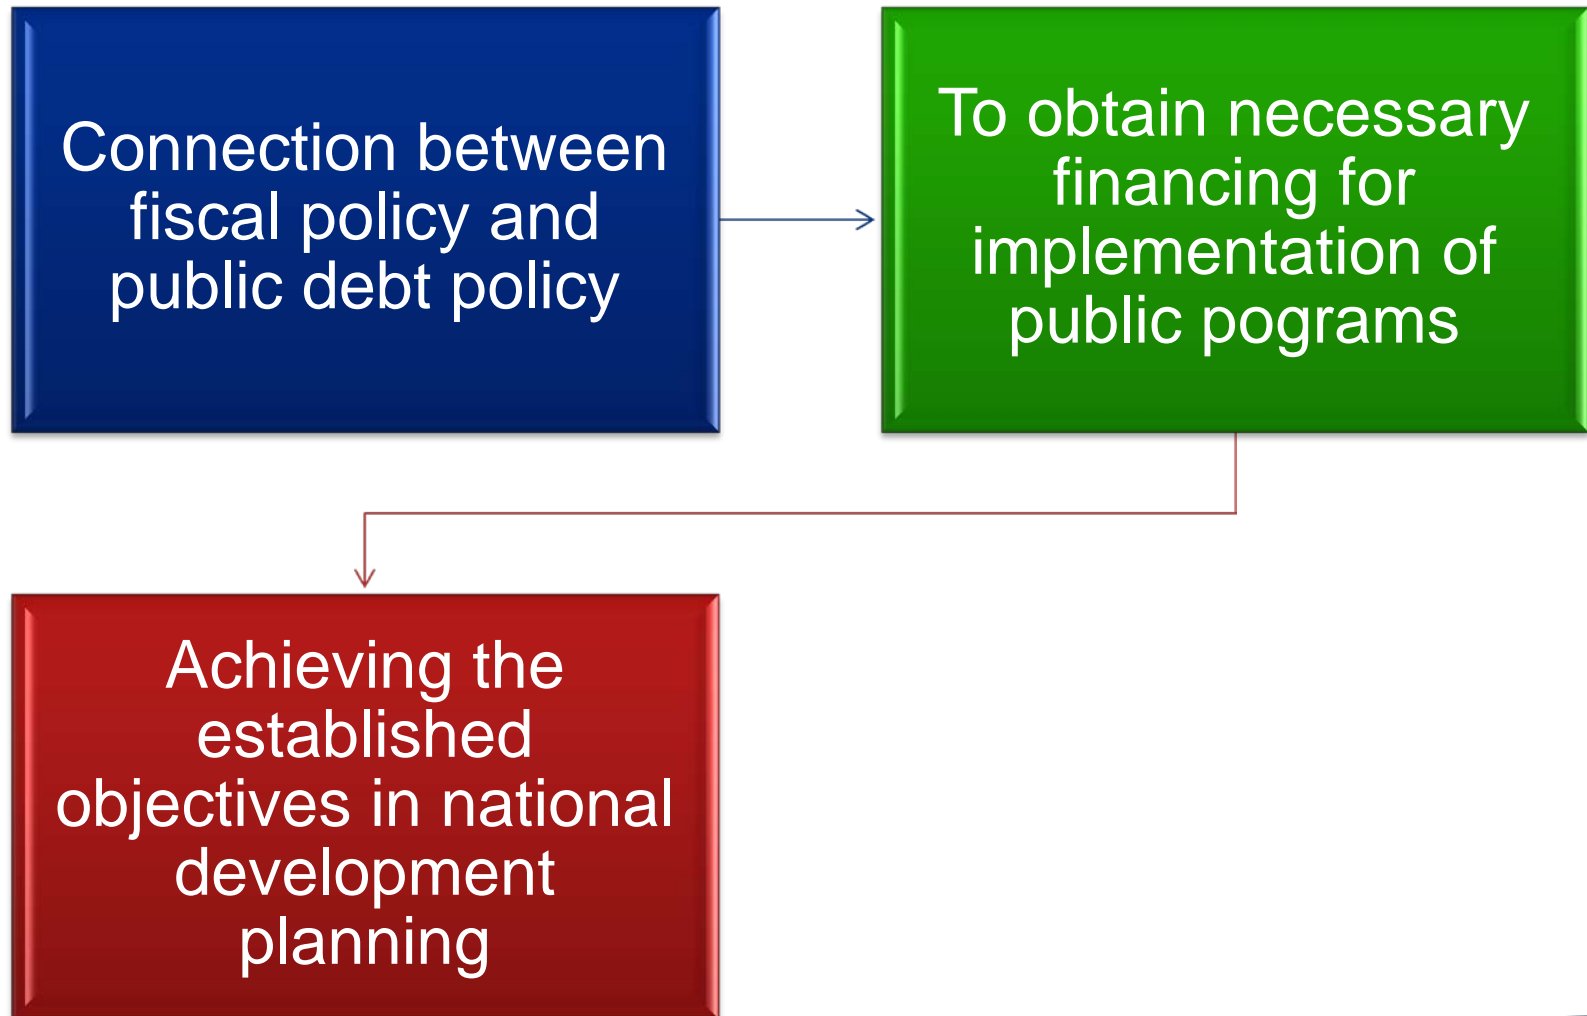 Connection between
fiscal policy and
public debt policy
To obtain necessary
financing for
implementation of
public pograms
Achieving the
established
objectives in national
development
planning